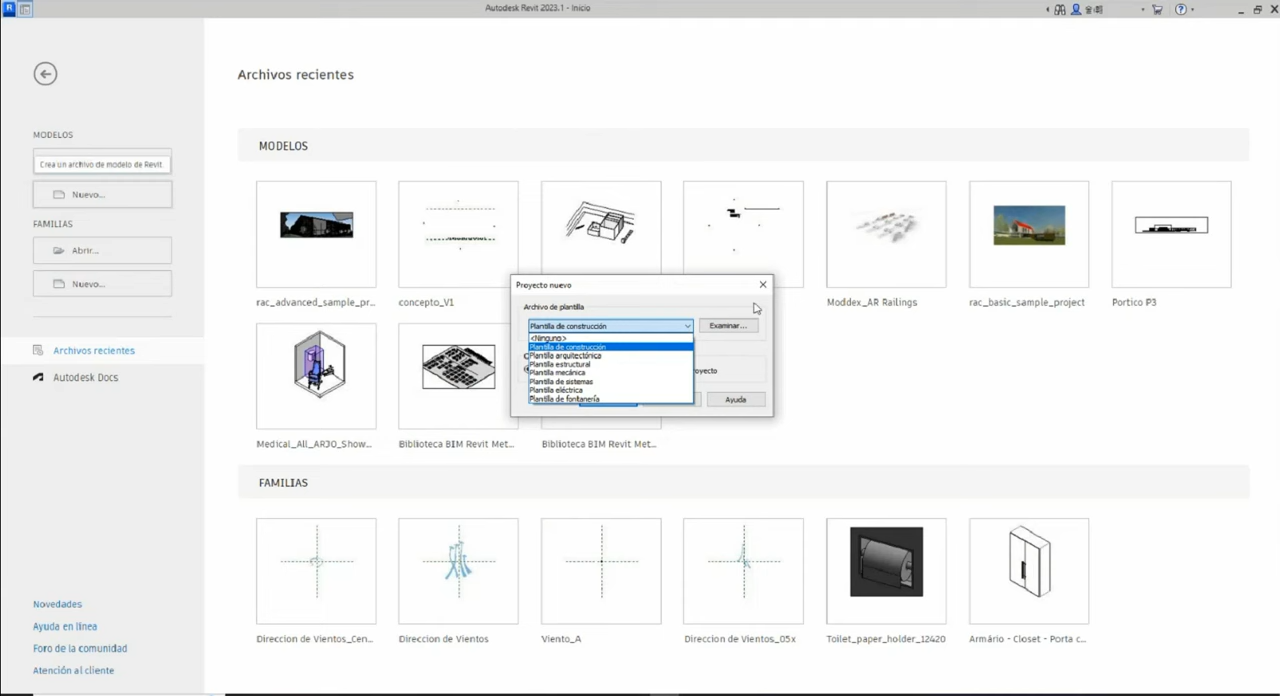 R
Autodesk Revit 2023.1 - Inicio
?
Archivos recientes
MODELOS
Crea un archivo de modelo de Revit.
Nuevo...
FAMILIAS
Abrir...
Nuevo...
Archivos recientes
Autodesk Docs
Novedades
Ayuda en línea
Foro de la comunidad
Atención al cliente
MODELOS
rac_advanced_sample_pr...
concepto_V1
Moddex_AR Railings
rac_basic_sample_project
Portico P3
Proyecto nuevo
Archivo de plantilla
Plantilla de construcción
Examinar...
<Ninguno>
Plantilla de construcción
Plantilla arquitectónica
Plantilla estructural
Plantilla mecánica
Plantilla de sistemas
Plantilla eléctrica
Plantilla de fontanería
Ayuda
Medical_All_ARJO_Show...
Biblioteca BIM Revit Met...
Biblioteca BIM Revit Met...
FAMILIAS
Direccion de Vientos_Cen...
Direccion de Vientos
Viento_A
Direccion de Vientos_05x
Toilet_paper_holder_12420
Armário - Closet - Porta c...